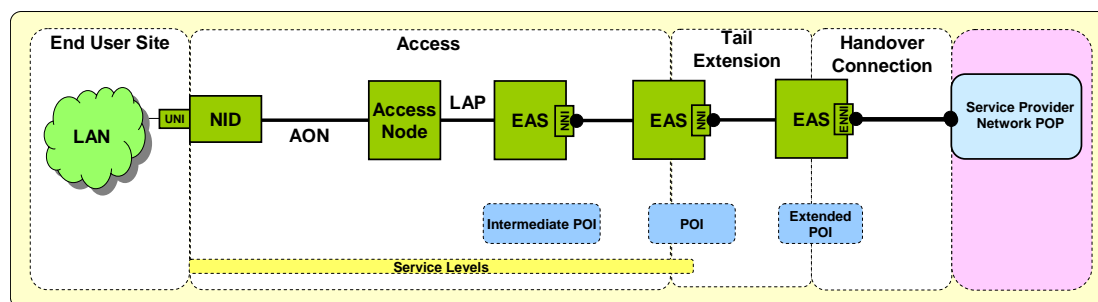 End User Site
Access
Tail
Extension
Handover
Connection
LAN
UNI
NID
AON
Access
Node
LAP
EAS
NNI
EAS
NNI
EAS
ENNI
Service Provider
Network POP
Intermediate POI
POI
Extended
POI
Service Levels